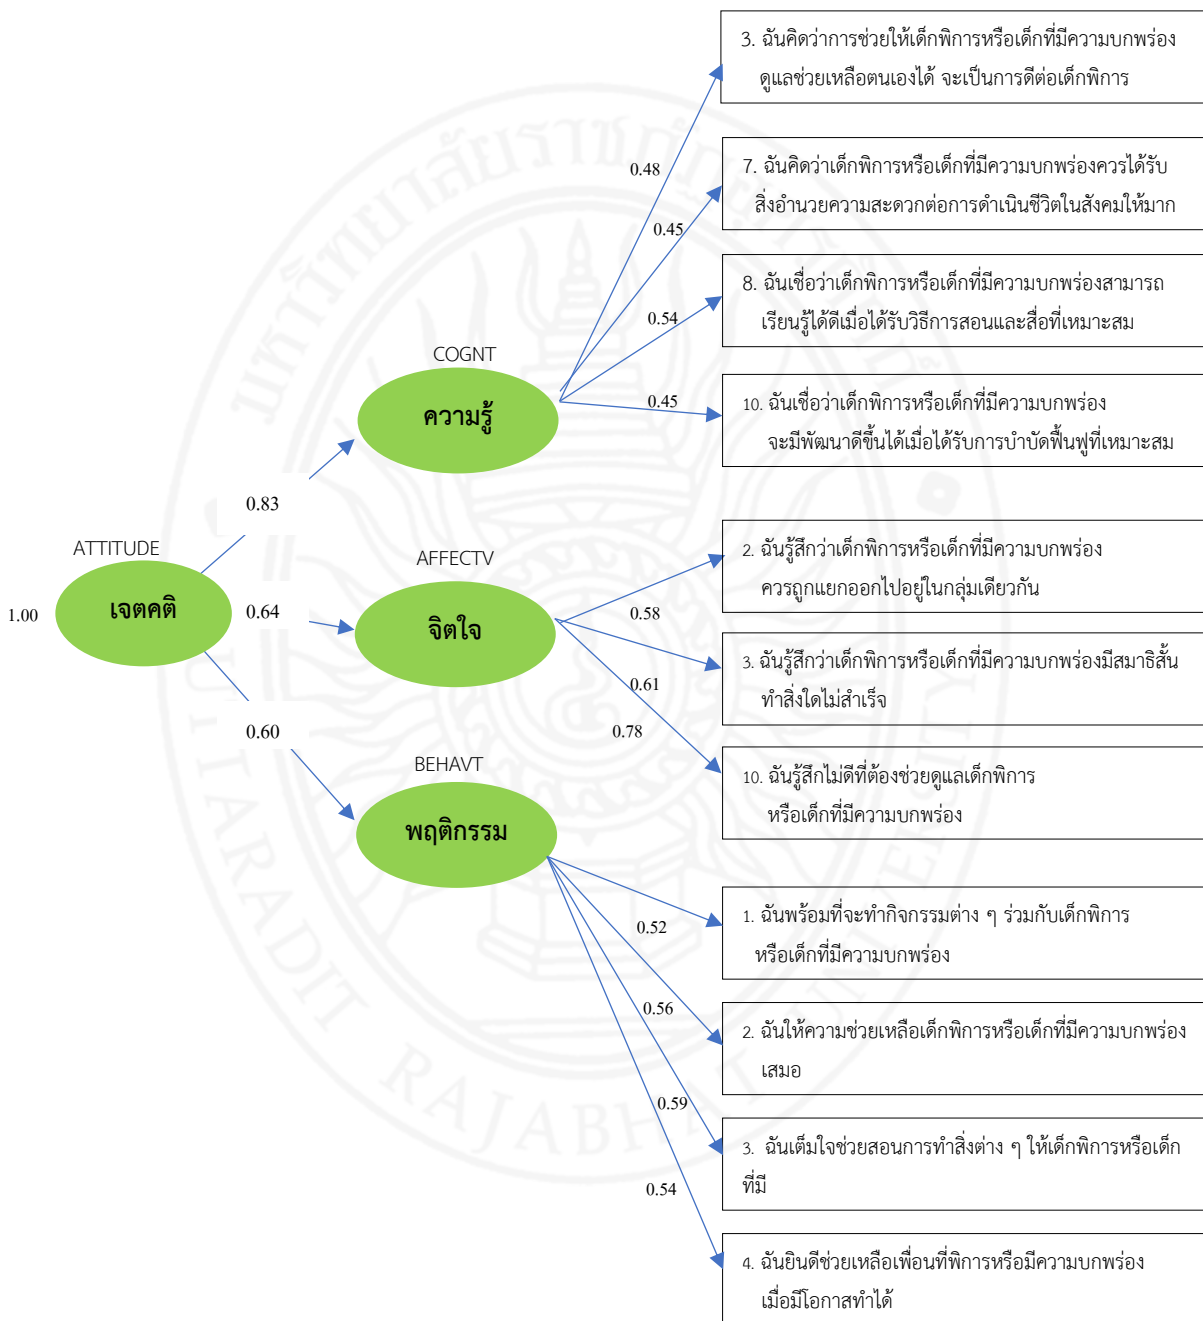 3. ฉันคิดว่าการช่วยให้เด็กพิการหรือเด็กที่มีความบกพร่อง
ดูแลช่วยเหลือตนเองได้ จะเป็นการดีต่อเด็กพิการ
0.48
7. ฉันคิดว่าเด็กพิการหรือเด็กที่มีความบกพร่องควรได้รับ
สิ่งอำนวยความสะดวกต่อการดำเนินชีวิตในสังคมให้มาก
0.45
8. ฉันเชื่อว่าเด็กพิการหรือเด็กที่มีความบกพร่องสามารถ
เรียนรู้ได้ดีเมื่อได้รับวิธีการสอนและสื่อที่เหมาะสม
0.54
COGNT
ความรู้
0.45
10. ฉันเชื่อว่าเด็กพิการหรือเด็กที่มีความบกพร่อง
จะมีพัฒนาดีขึ้นได้เมื่อได้รับการบำบัดฟื้นฟูที่เหมาะสม
0.83
ATTITUDE
เจตคติ
1.00
0.64
AFFECTV
จิตใจ
2. ฉันรู้สึกว่าเด็กพิการหรือเด็กที่มีความบกพร่อง
ควรถูกแยกออกไปอยู่ในกลุ่มเดียวกัน
0.58
3. ฉันรู้สึกว่าเด็กพิการหรือเด็กที่มีความบกพร่องมีสมาธิสั้น
ทำสิ่งใดไม่สำเร็จ
0.61
0.78
10. ฉันรู้สึกไม่ดีที่ต้องช่วยดูแลเด็กพิการ
หรือเด็กที่มีความบกพร่อง
0.60
BEHAVT
พฤติกรรม
1. ฉันพร้อมที่จะทำกิจกรรมต่าง ๆ ร่วมกับเด็กพิการ
หรือเด็กที่มีความบกพร่อง
0.52
2. ฉันให้ความช่วยเหลือเด็กพิการหรือเด็กที่มีความบกพร่อง
เสมอ
0.56
3. ฉันเต็มใจช่วยสอนการทำสิ่งต่าง ๆ ให้เด็กพิการหรือเด็ก
ที่มี
0.59
4. ฉันยินดีช่วยเหลือเพื่อนที่พิการหรือมีความบกพร่อง
เมื่อมีโอกาสทำได้
0.54
มหาวิทยาลัยราชภัฏอุตรดิตถ์
UTTARADIT RAJABHAT UNIVERSITY